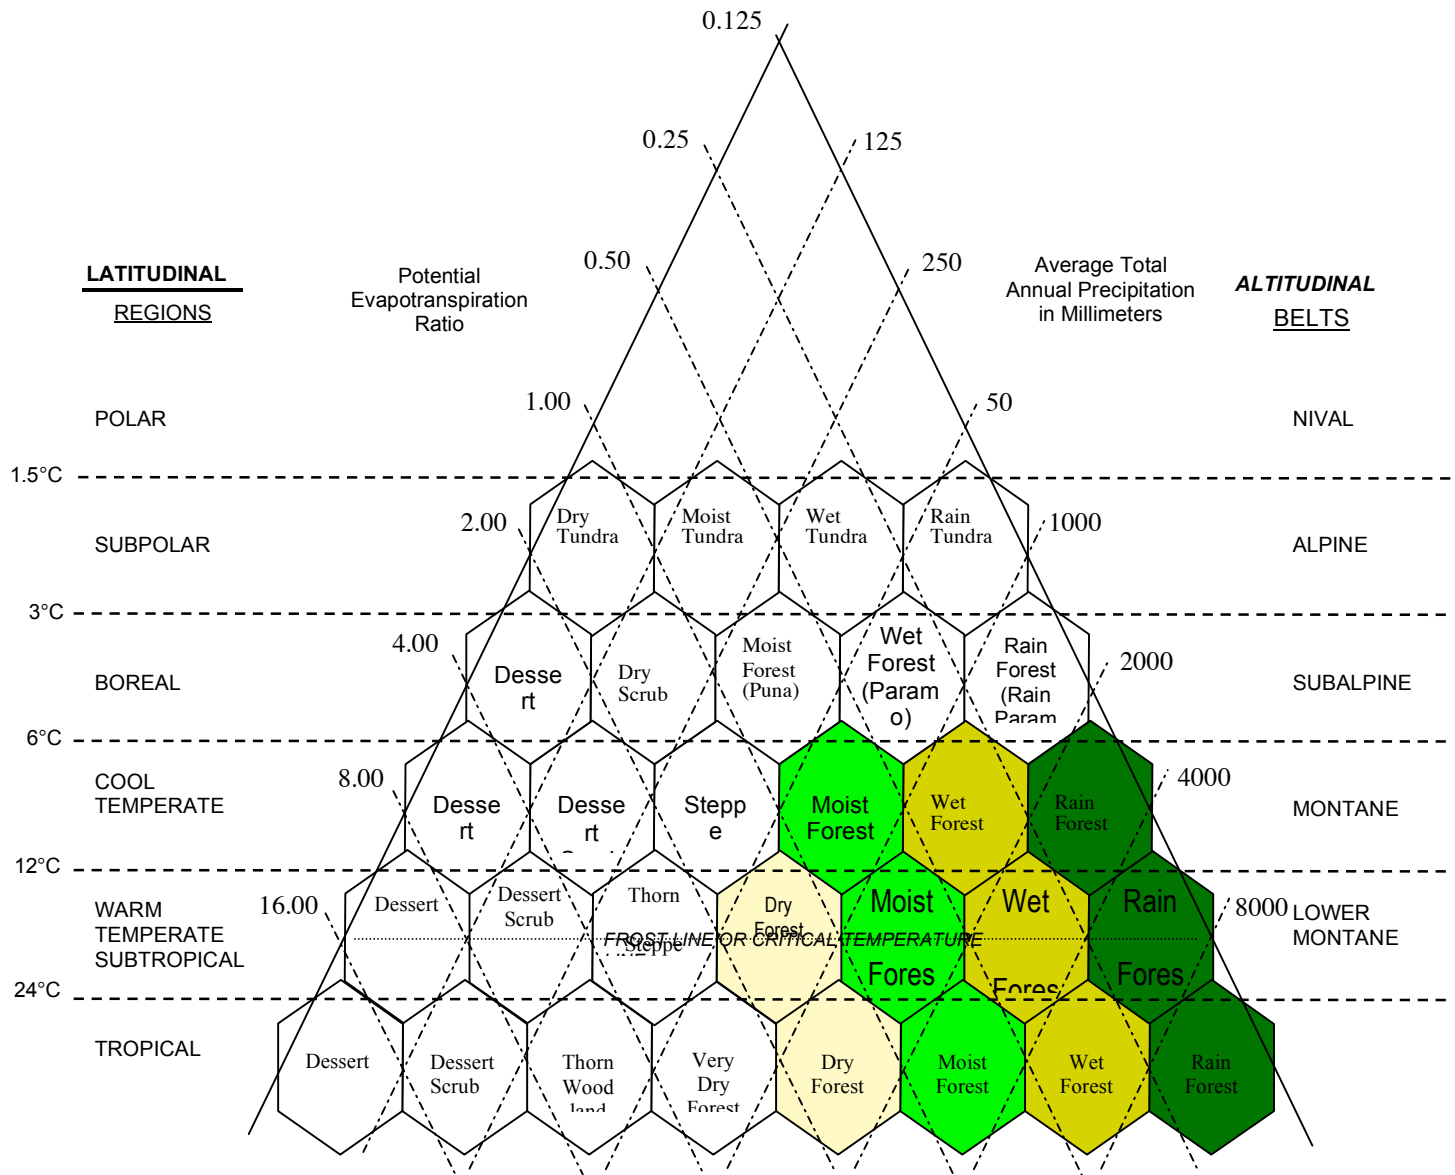 0.125
0.25
125
0.50
250
LATITUDINAL
REGIONS
Potential
Evapotranspiration
Ratio
Average Total
Annual Precipitation
in Millimeters
ALTITUDINAL
BELTS
1.00
50
POLAR
NIVAL
1.5°C
2.00
Dry
Tundra
Moist
Tundra
Wet
Tundra
Rain
Tundra
1000
SUBPOLAR
ALPINE
3°C
4.00
Desse
rt
Dry
Scrub
Moist
Forest
(Puna)
Wet
Forest
(Param
o)
Rain
Forest
(Rain
Param
2000
BOREAL
SUBALPINE
6°C
COOL
TEMPERATE
8.00
Desse
rt
Desse
rt
Stepp
e
Moist
Forest
Wet
Forest
Rain
Forest
4000
MONTANE
12°C
WARM
TEMPERATE
SUBTROPICAL
16.00
Dessert
Dessert
Scrub
Thorn
Steppe
Dry
Forest
Moist
Fores
Wet
Fores
Rain
Fores
8000
LOWER
MONTANE
FROST LINE OR CRITICAL TEMPERATURE
24°C
TROPICAL
Dessert
Dessert
Scrub
Thorn
Wood
land
Very
Dry
Forest
Dry
Forest
Moist
Forest
Wet
Forest
Rain
Forest